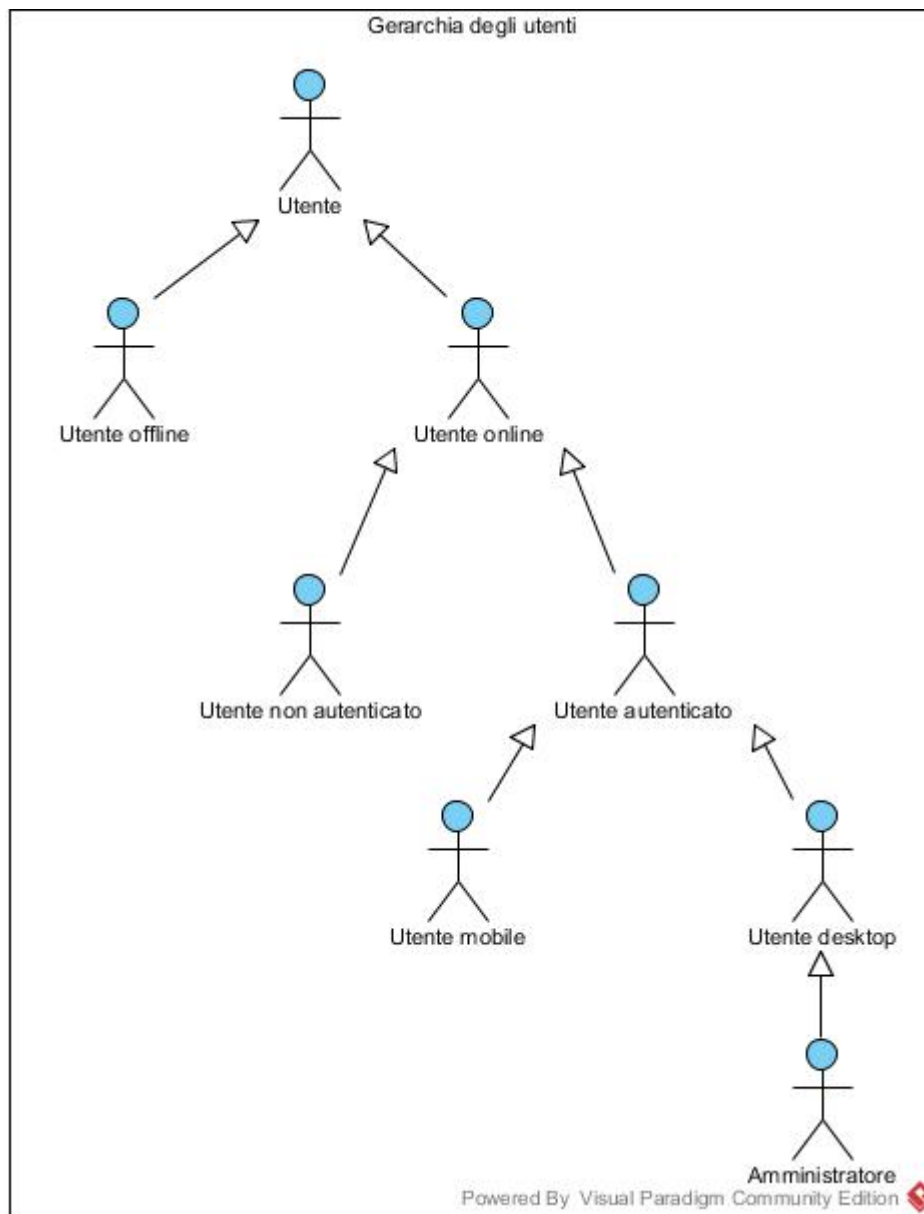 Gerarchia degli utenti
Utente
Utente offline
Utente online
Utente non autenticato
Utente autenticato
Utente mobile
Utente desktop
Amministratore
Powered By Visual Paradigm Community Edition